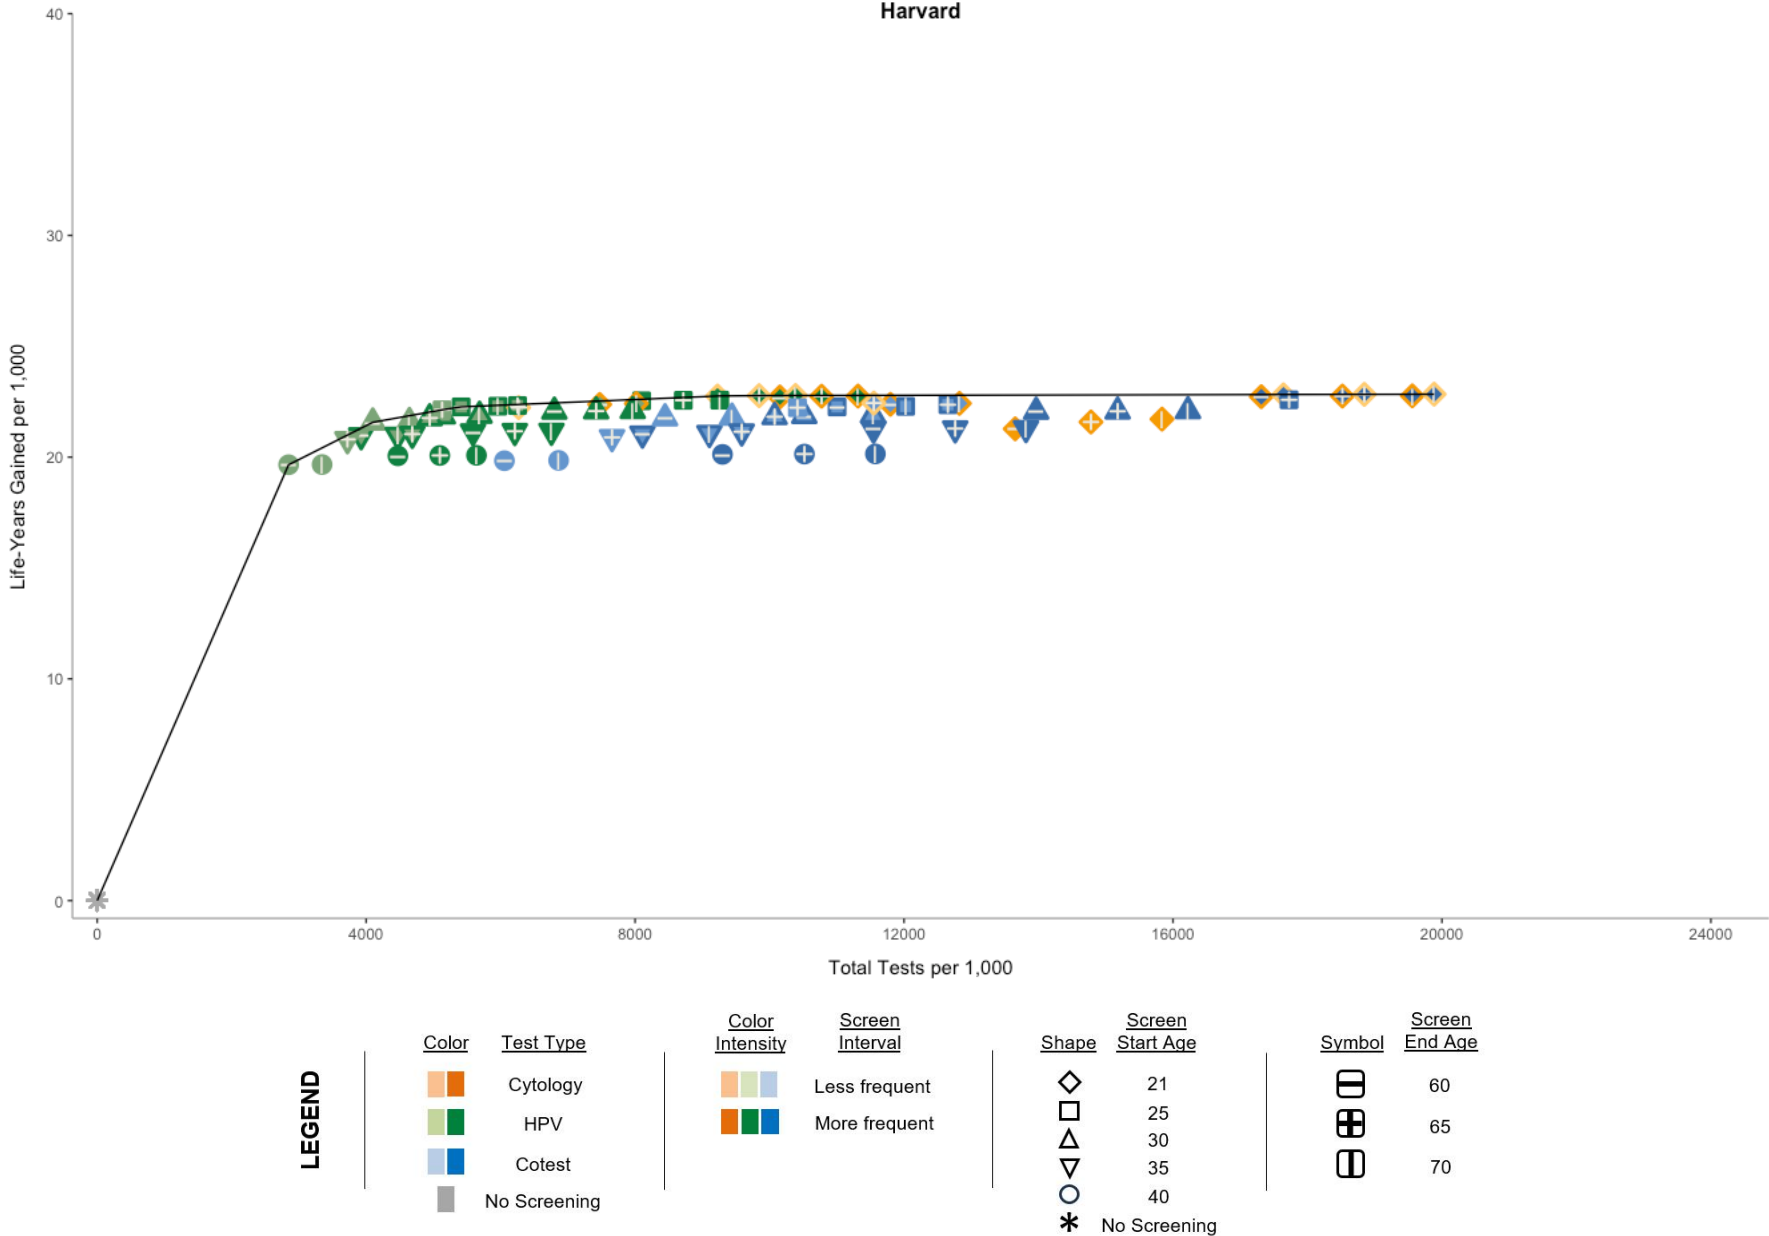 Harvard
40
30
20
10
0
Life-Years Gained per 1,000
0 4000 8000 12000 16000 20000 24000
Total Tests per 1,000
LEGEND
Color Test Type
Cytology
HPV
Cotest
No Screening
Color Intensity Screen Interval
Less frequent
More frequent
Shape Screen Start Age
21
25
30
35
40
No Screening
Symbol Screen End Age
60
65
70